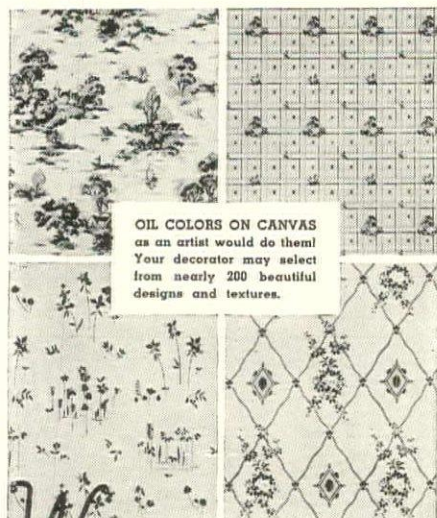 OIL COLORS ON CANVAS
as an artist would do them!
Your decorator may select
from nearly 200 beautiful
designs and textures.